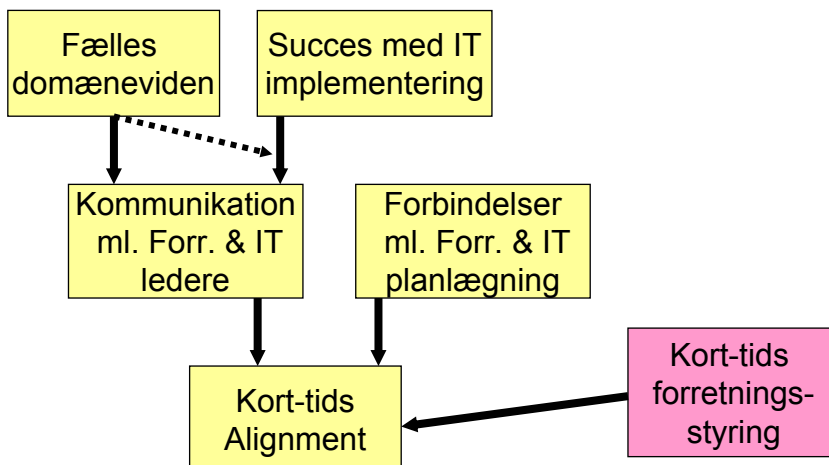 Fælles
domæneviden
Succes med IT
implementering
Kommunikation
ml. Forr. & IT
ledere
Forbindelser
ml. Forr. & IT
planlægning
Kort-tids
Alignment
Kort-tids
forretnings-
styring